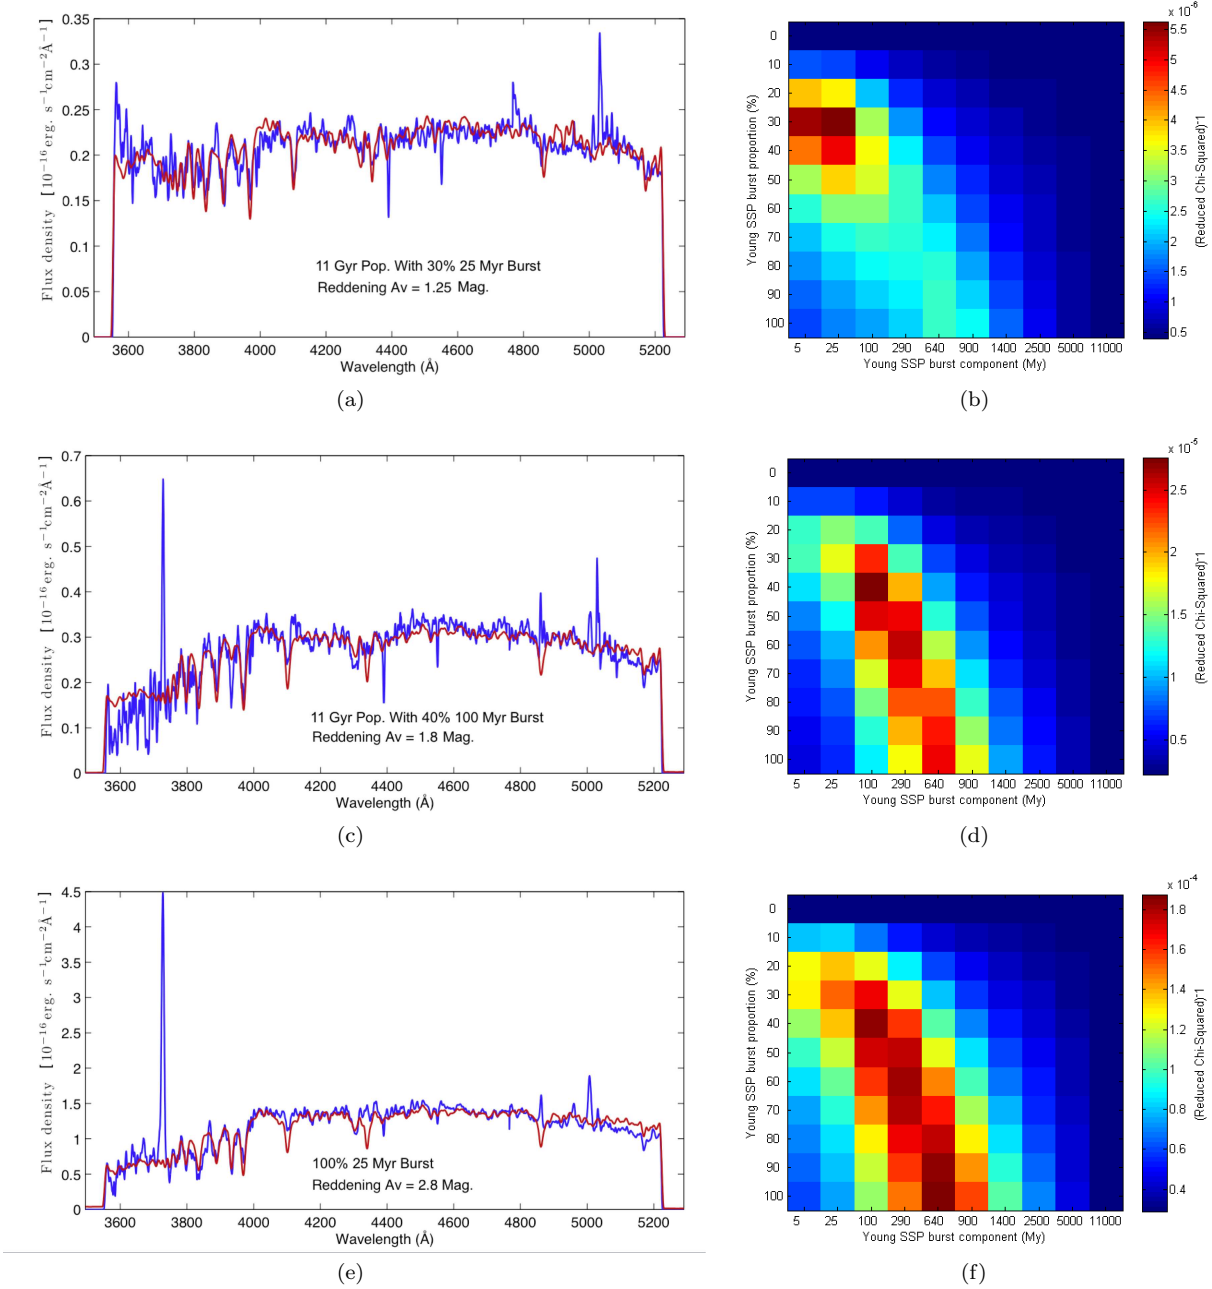 0.35
0.3
0.25
0.2
0.15
0.1
0.05
0
Flux density [10−16 erg. s−1cm−2Å−1]
11 Gyr Pop. With 30% 25 Myr Burst
Reddening Av = 1.25 Mag.
3600 3800 4000 4200 4400 4600 4800 5000 5200
Wavelength (Å)
(a)
0
10
20
30
40
50
60
70
80
90
100
Young SSP burst proportion (%)
5 25 100 290 640 900 1400 2500 5000 11000
Young SSP burst component (My)
x 10-6
5.5
5
4.5
4
3.5
3
2.5
2
1.5
1
0.5
(Reduced Chi-Squared)-1
(b)
0.7
0.6
0.5
0.4
0.3
0.2
0.1
0
Flux density [10−16 erg. s−1cm−2Å−1]
11 Gyr Pop. With 40% 100 Myr Burst
Reddening Av = 1.8 Mag.
3600 3800 4000 4200 4400 4600 4800 5000 5200
Wavelength (Å)
(c)
0
10
20
30
40
50
60
70
80
90
100
Young SSP burst proportion (%)
5 25 100 290 640 900 1400 2500 5000 11000
Young SSP burst component (My)
x 10-5
2.5
2
1.5
1
0.5
(Reduced Chi-Squared)-1
(d)
4.5
4
3.5
3
2.5
2
1.5
1
0.5
0
Flux density [10−16 erg. s−1cm−2Å−1]
100% 25 Myr Burst
Reddening Av = 2.8 Mag.
3600 3800 4000 4200 4400 4600 4800 5000 5200
Wavelength (Å)
(e)
0
10
20
30
40
50
60
70
80
90
100
Young SSP burst proportion (%)
5 25 100 290 640 900 1400 2500 5000 11000
Young SSP burst component (My)
x 10-4
1.8
1.6
1.4
1.2
1
0.8
0.6
0.4
(Reduced Chi-Squared)-1
(f)